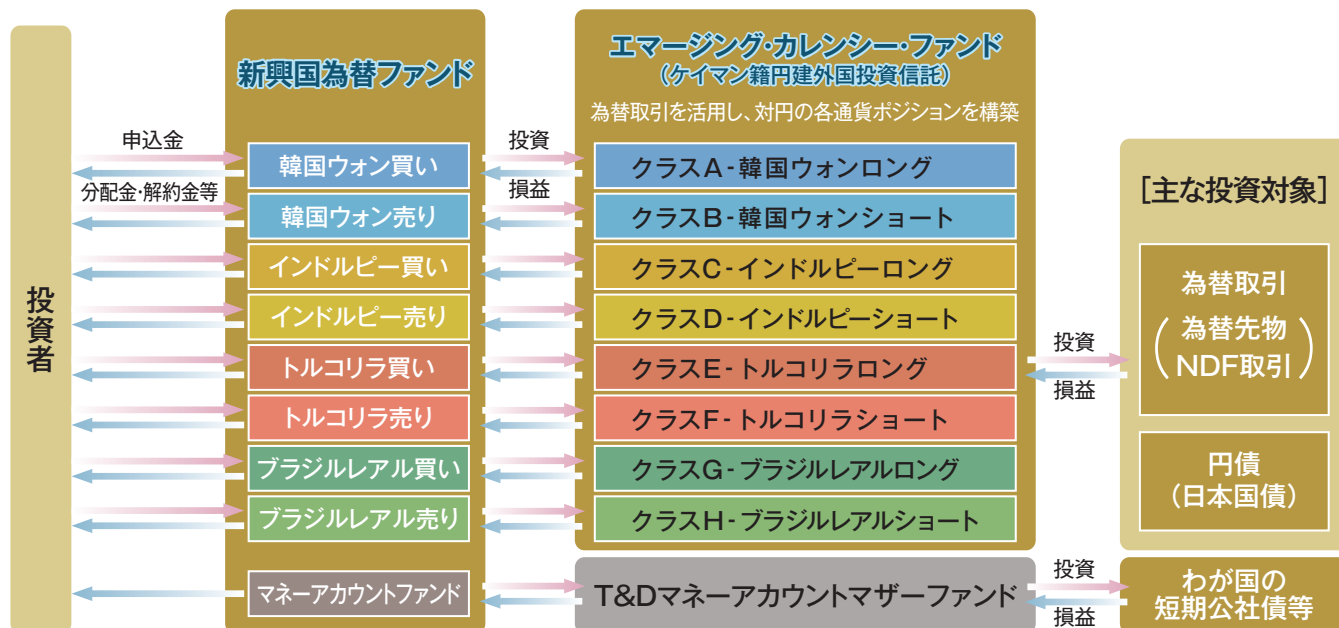 投資者
申込金
分配金・解約金等
新興国為替ファンド
韓国ウォン買い
韓国ウォン売り
インドルピー買い
インドルピー売り
トルコリラ買い
トルコリラ売り
ブラジルレアル買い
ブラジルレアル売り
マネーアカウントファンド
投資
損益
エマージング・カレンシー・ファンド
（ケイマン籍円建外国投資信託）
為替取引を活用し、対円の各通貨ポジションを構築
クラスA-韓国ウォンロング
クラスB-韓国ウォンショート
クラスC-インドルピーロング
クラスD-インドルピーショート
クラスE-トルコリラロング
クラスF-トルコリラショート
クラスG-ブラジルレアルロング
クラスH-ブラジルレアルショート
T&Dマネーアカウントマザーファンド
投資
損益
［主な投資対象］
為替取引
（為替先物
NDF取引）
円債
（日本国債）
投資
損益
わが国の
短期公社債等